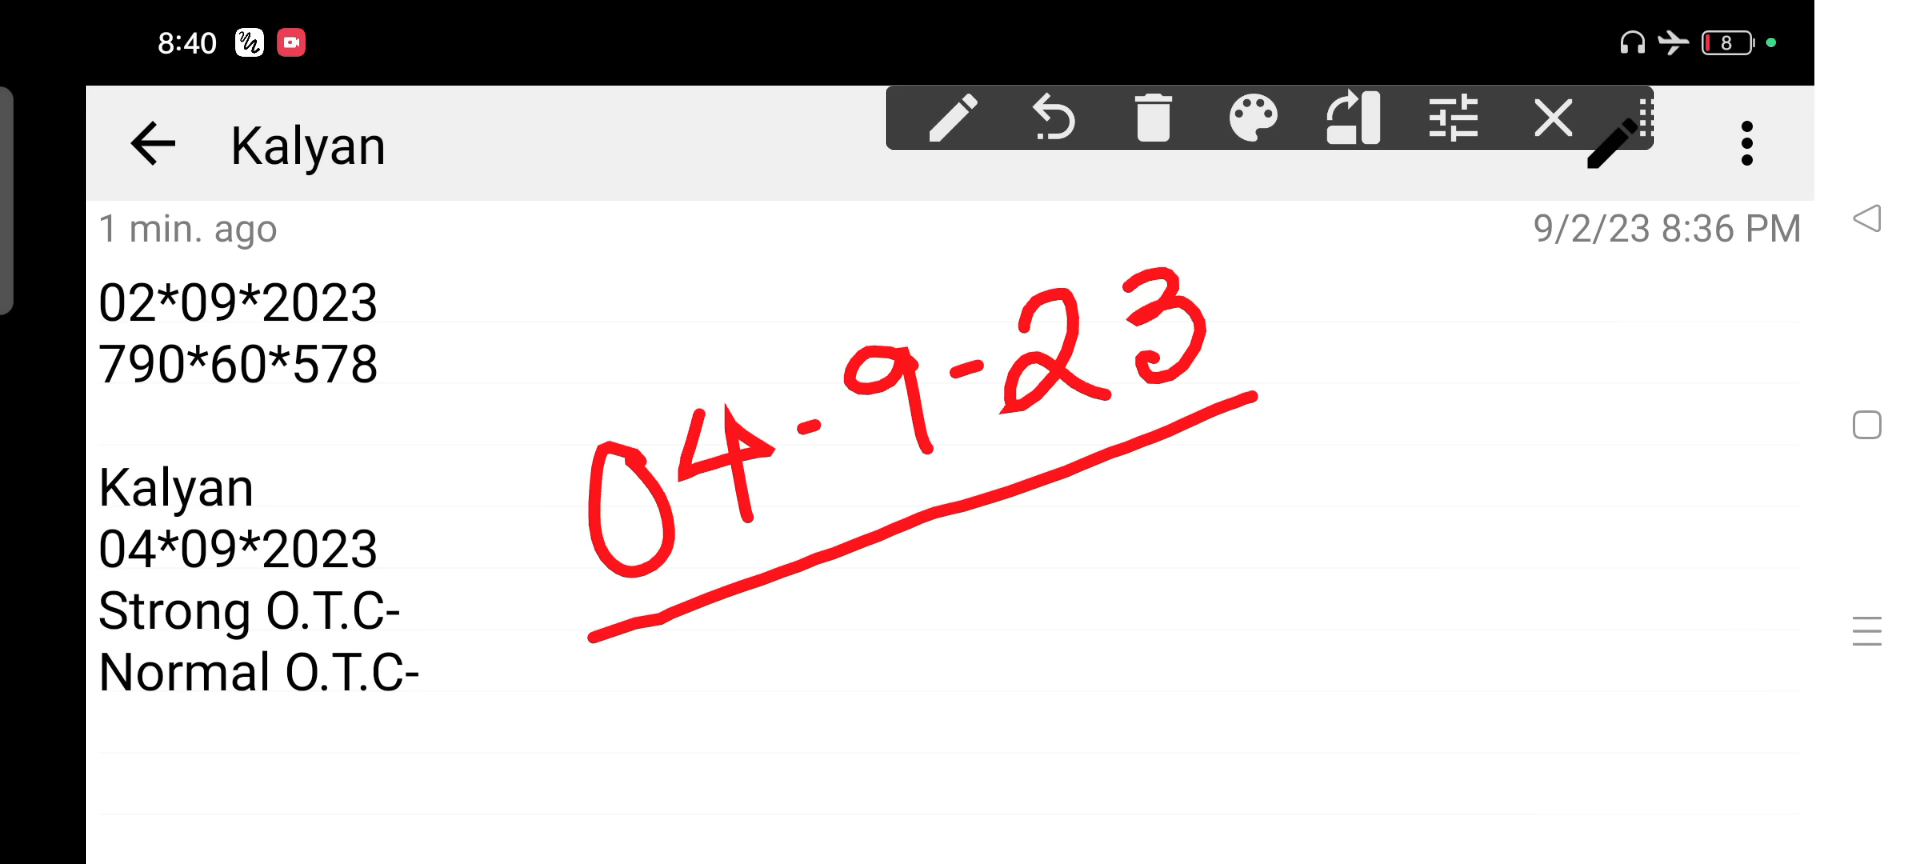 8:40
8
Kalyan
1 min. ago
9/2/23 8:36 PM
02*09*2023
790*60*578
04-9-23
Kalyan
04*09*2023
Strong O.T.C-
Normal O.T.C-